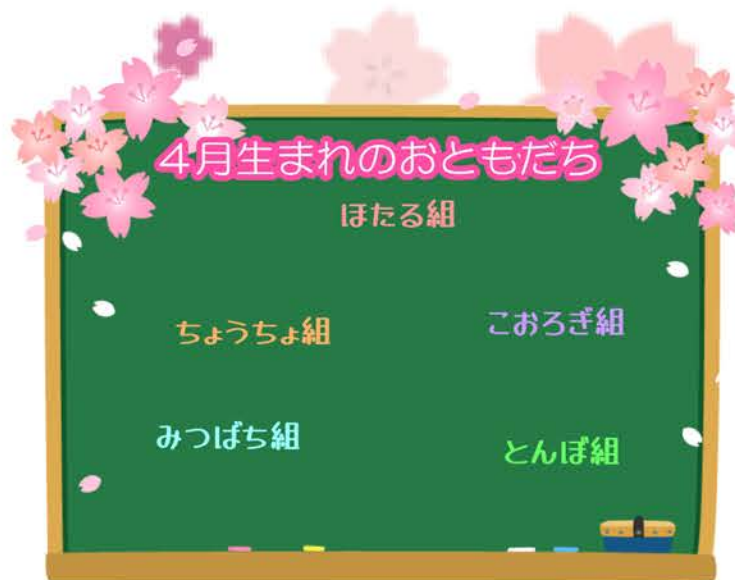 4月生まれのおともだち
ほたる組
ちょうちょ組
こおろぎ組
みつばち組
とんぼ組